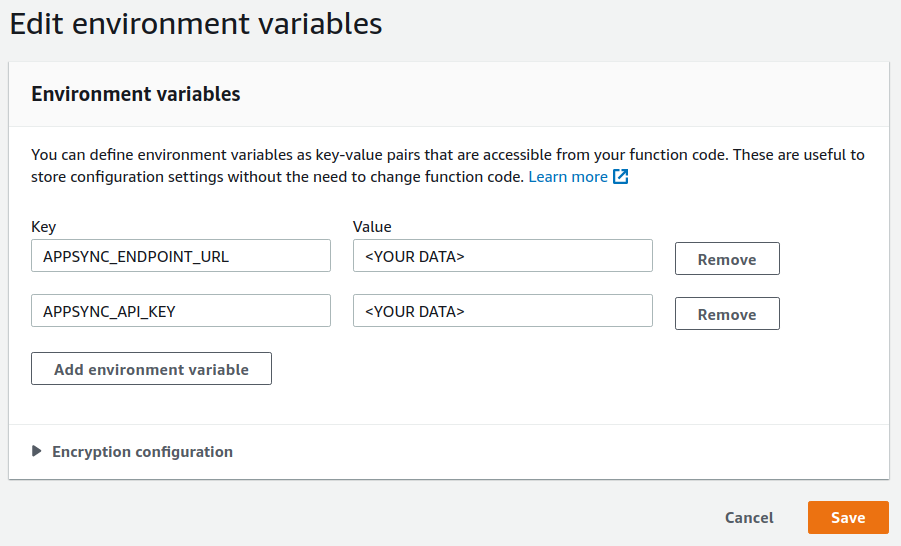 Edit environment variables
Environment variables
You can define environment variables as key-value pairs that are accessible from your function code. These are useful to
store configuration settings without the need to change function code. Learn more
Key Value
APPSYNC_ENDPOINT_URL <YOUR DATA> Remove
APPSYNC_API_KEY <YOUR DATA> Remove
Add environment variable
Encryption configuration
Cancel Save